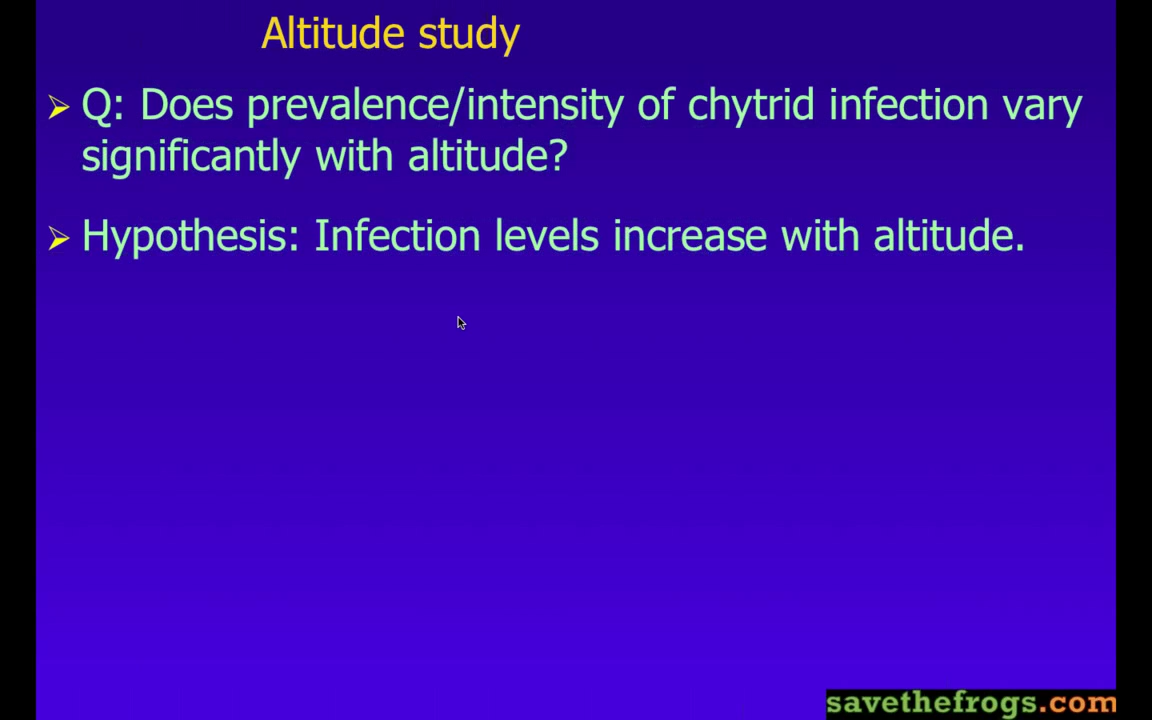 Altitude study
Q: Does prevalence/intensity of chytrid infection vary
significantly with altitude?
Hypothesis: Infection levels increase with altitude.
savethefrogs.com